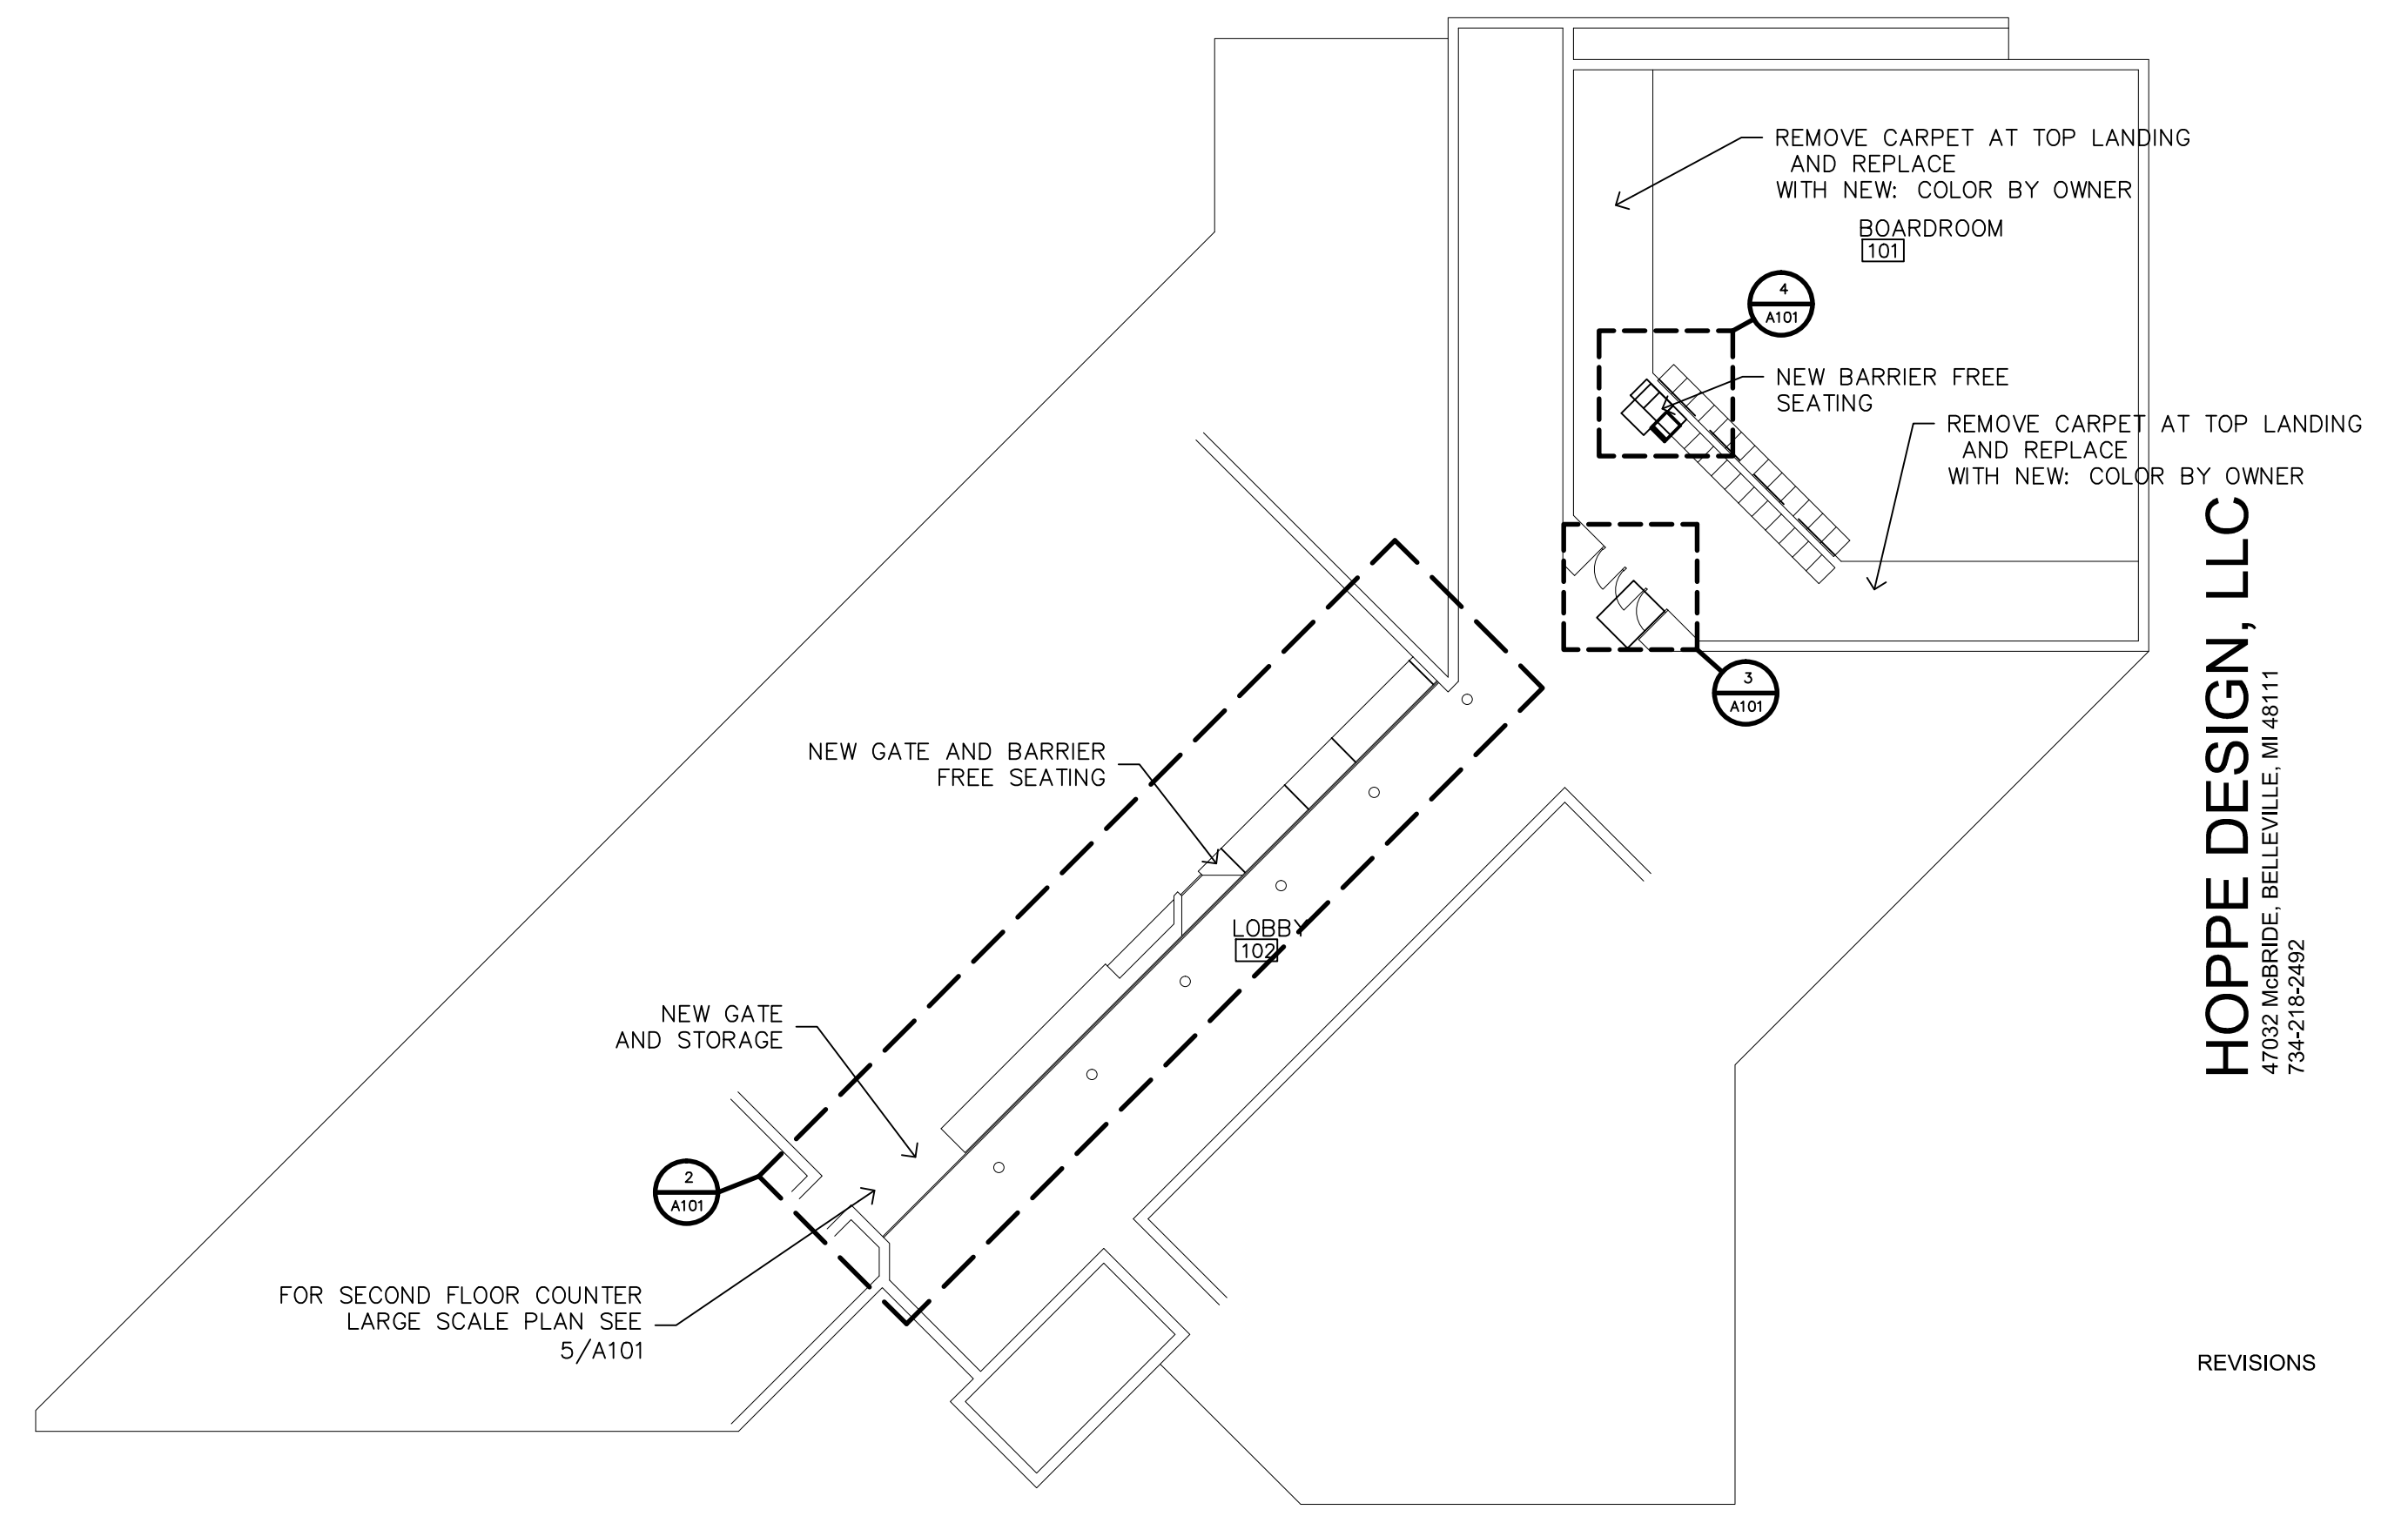 REMOVE CARPET AT TOP LANDING
AND REPLACE
WITH NEW: COLOR BY OWNER
BOARDROOM
101
4
A101
NEW BARRIER FREE
SEATING
REMOVE CARPET AT TOP LANDING
AND REPLACE
WITH NEW: COLOR BY OWNER
3
A101
NEW GATE AND BARRIER
FREE SEATING
LOBBY
102
NEW GATE
AND STORAGE
2
A101
FOR SECOND FLOOR COUNTER
LARGE SCALE PLAN SEE
5/A101
HOPPE DESIGN, LLC
47032 McBRIDE, BELLEVILLE, MI 48111
734-218-2492
REVISIONS